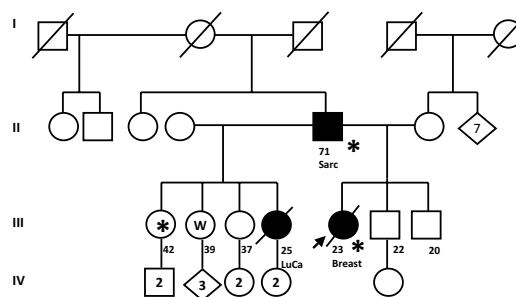 I
II
7
71 *
Sarc
III
* W
42 39 37 25 23 * 22 20
LuCa Breast
IV
2 3 2 2